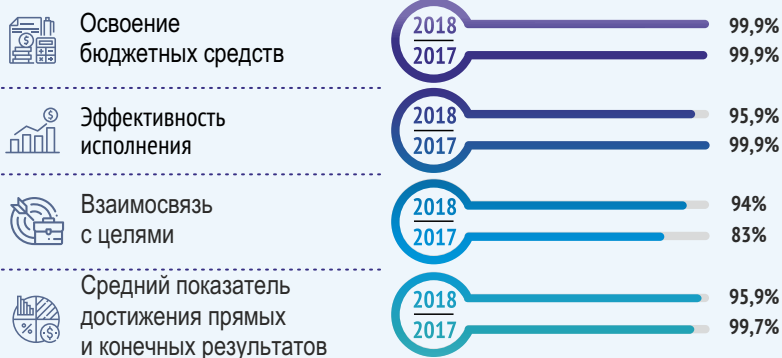 Освоение
бюджетных средств
2018
2017
99,9%
99,9%
Эффективность
исполнения
2018
2017
95,9%
99,9%
Взаимосвязь
с целями
2018
2017
94%
83%
Средний показатель
достижения прямых
и конечных результатов
2018
2017
95,9%
99,7%